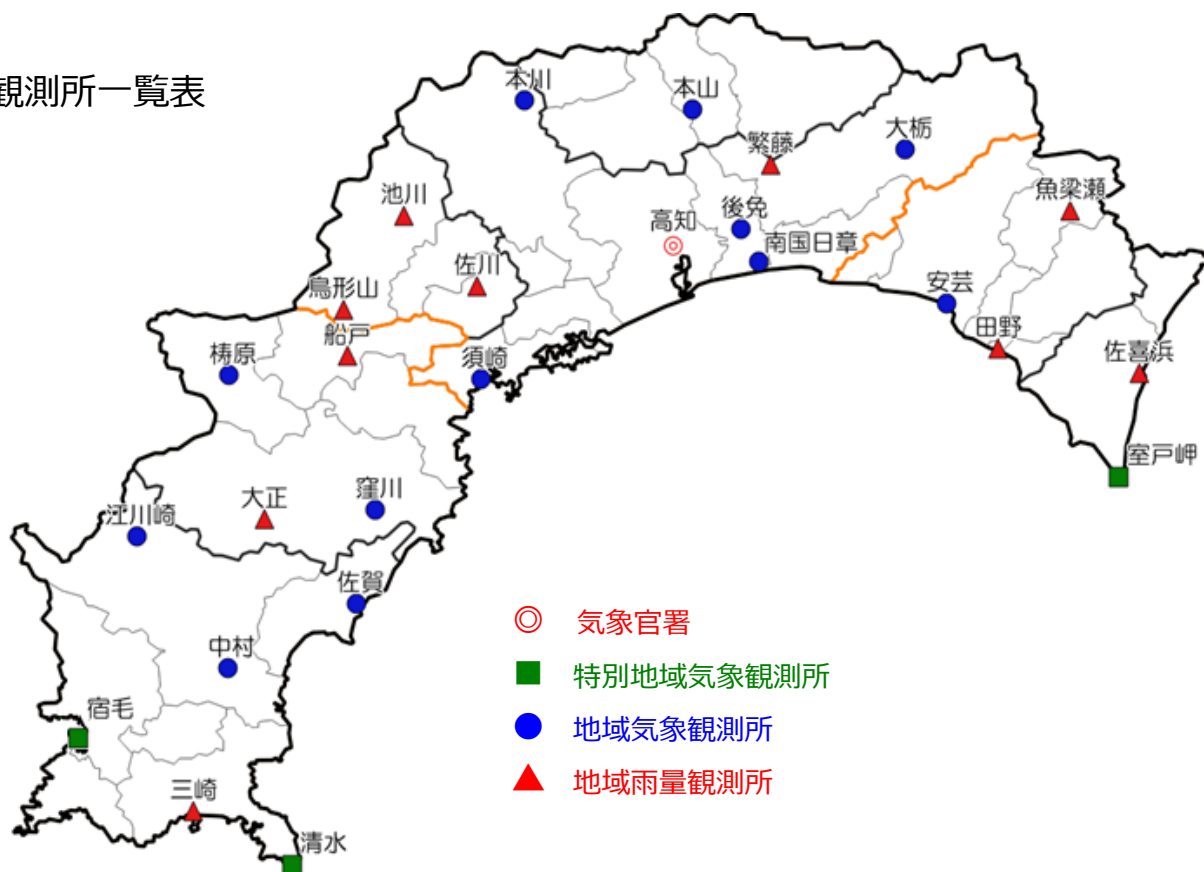 観測所一覧表
本川
本山
大栃
繁藤
魚梁瀬
池川
後免
高知
南国日章
佐川
安芸
鳥形山
田野
船戸
須崎
梼原
佐喜浜
室戸岬
大正
窪川
江川崎
佐賀
中村
宿毛
三崎
清水
◎ 気象官署
■ 特別地域気象観測所
● 地域気象観測所
▲ 地域雨量観測所